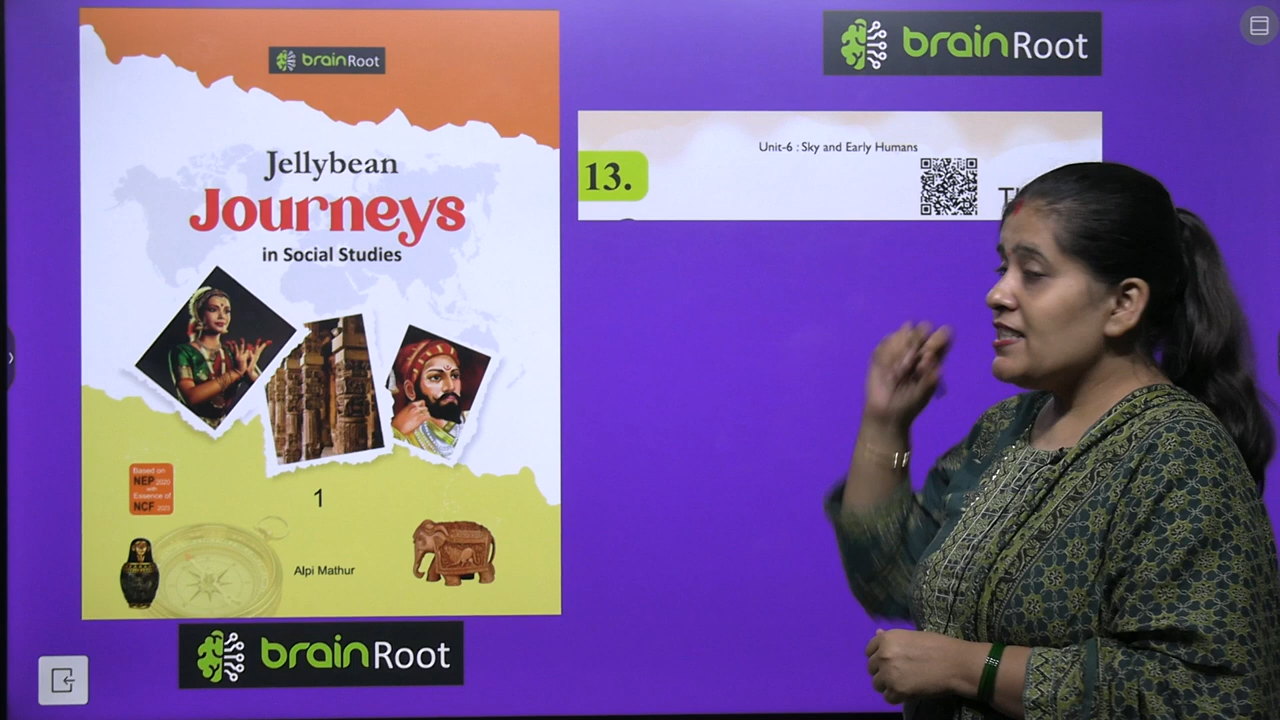 brainRoot
Jellybean
Journeys
in Social Studies
Based on
NEP 2020
with
Essence of
NCF 2023
1
Alpi Mathur
brainRoot
brainRoot
Unit-6 : Sky and Early Humans
13.